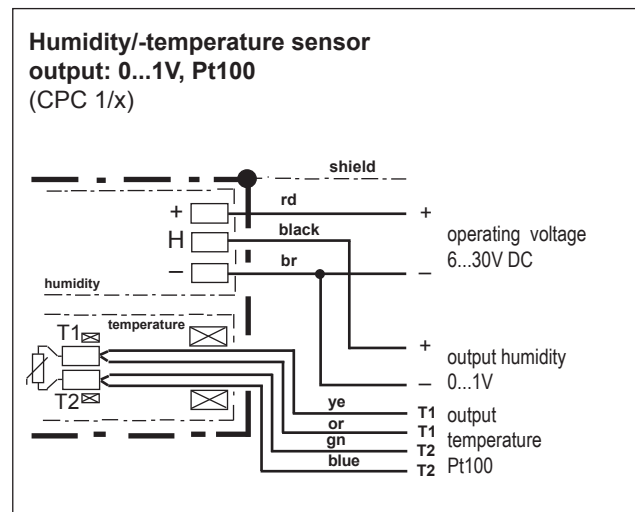 Humidity/-temperature sensor
output: 0...1V, Pt100
(CPC 1/x)
shield
+ rd +
H black operating voltage
6...30V DC
– br –
humidity
temperature
T1
T2
+ output humidity
– 0...1V
ye T1 output
or T1 temperature
gn T2 Pt100
blue T2